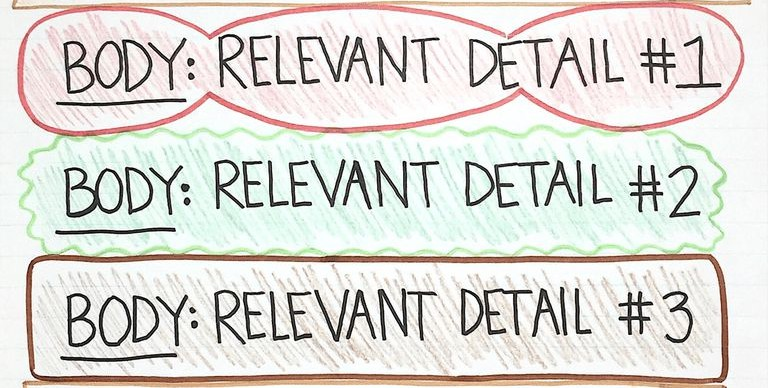 BODY: RELEVANT DETAIL #1
BODY: RELEVANT DETAIL #2
BODY: RELEVANT DETAIL #3